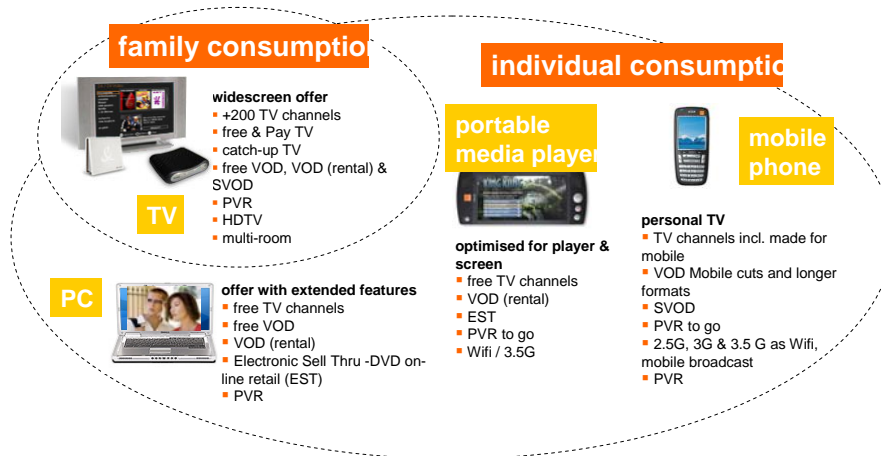 family consumptio
individual consumptio
widescreen offer
+200 TV channels
free & Pay TV
catch-up TV
free VOD, VOD (rental) &
SVOD
PVR
HDTV
multi-room
TV
PC
offer with extended features
free TV channels
free VOD
VOD (rental)
Electronic Sell Thru -DVD on-
line retail (EST)
PVR
portable
media player
KING KONG
optimised for player &
screen
free TV channels
VOD (rental)
EST
PVR to go
Wifi / 3.5G
mobile
phone
personal TV
TV channels incl. made for
mobile
VOD Mobile cuts and longer
formats
SVOD
PVR to go
2.5G, 3G & 3.5 G as Wifi,
mobile broadcast
PVR